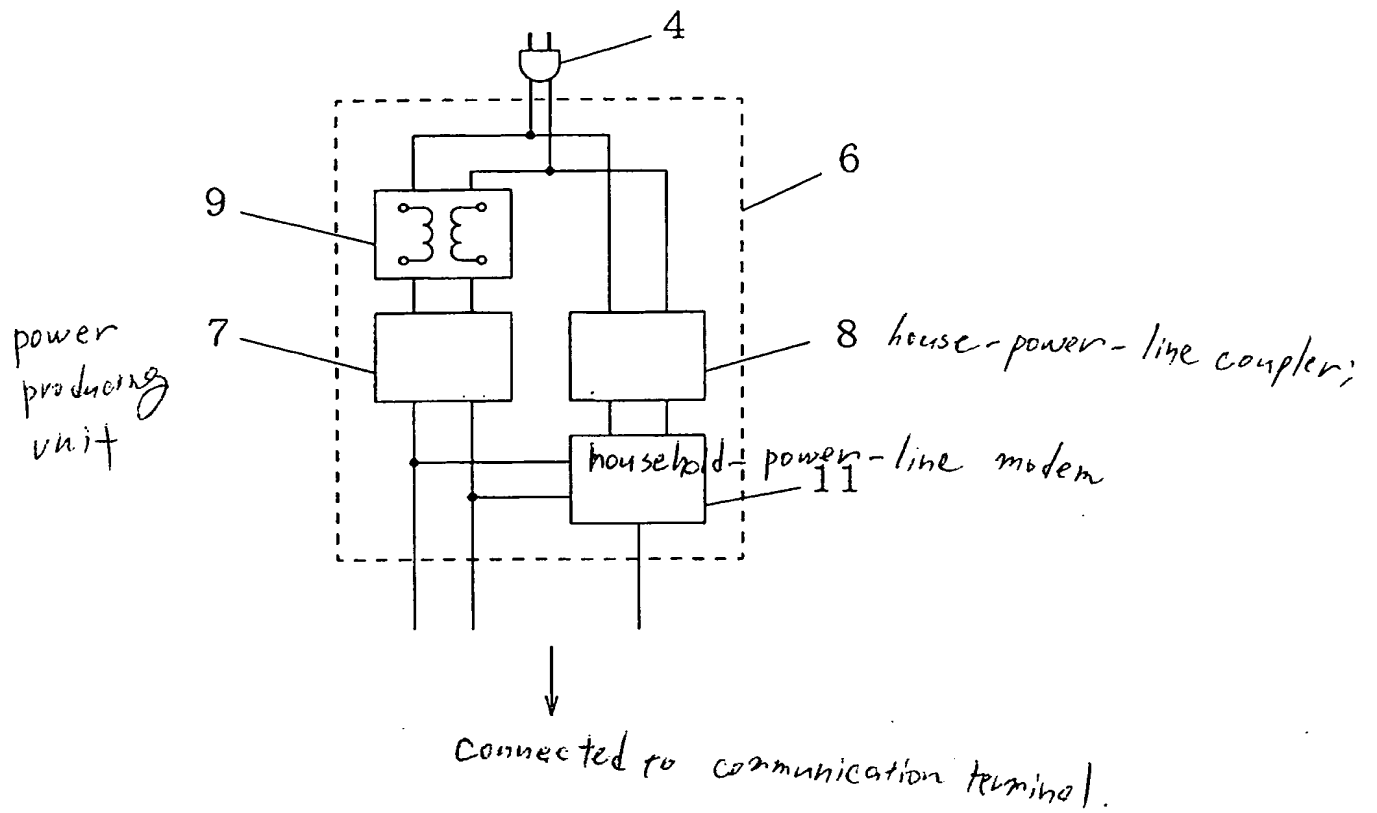 4
6
9
power
producing
unit
7
8 house-power-line coupler;
household-power-line modem
11
Connected to communication terminal.